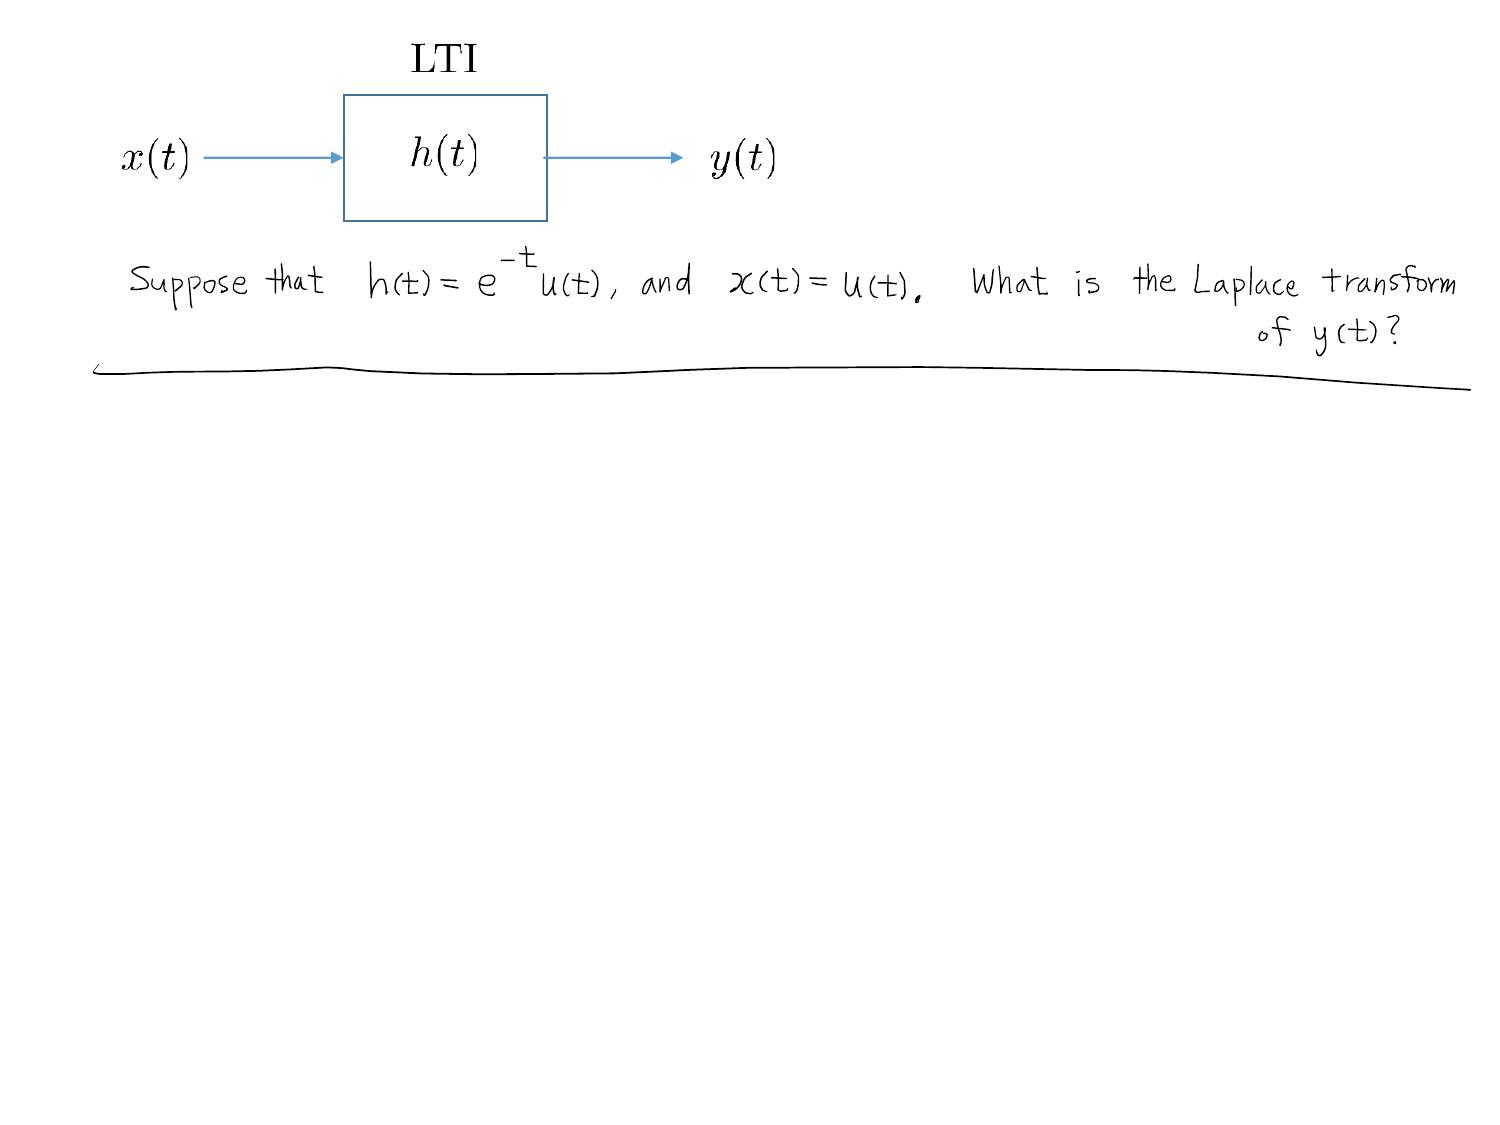 LTI
x(t) h(t) y(t)
Suppose that h(t) = e^{-t} u(t), and x(t) = u(t). What is the Laplace transform
of y(t)?